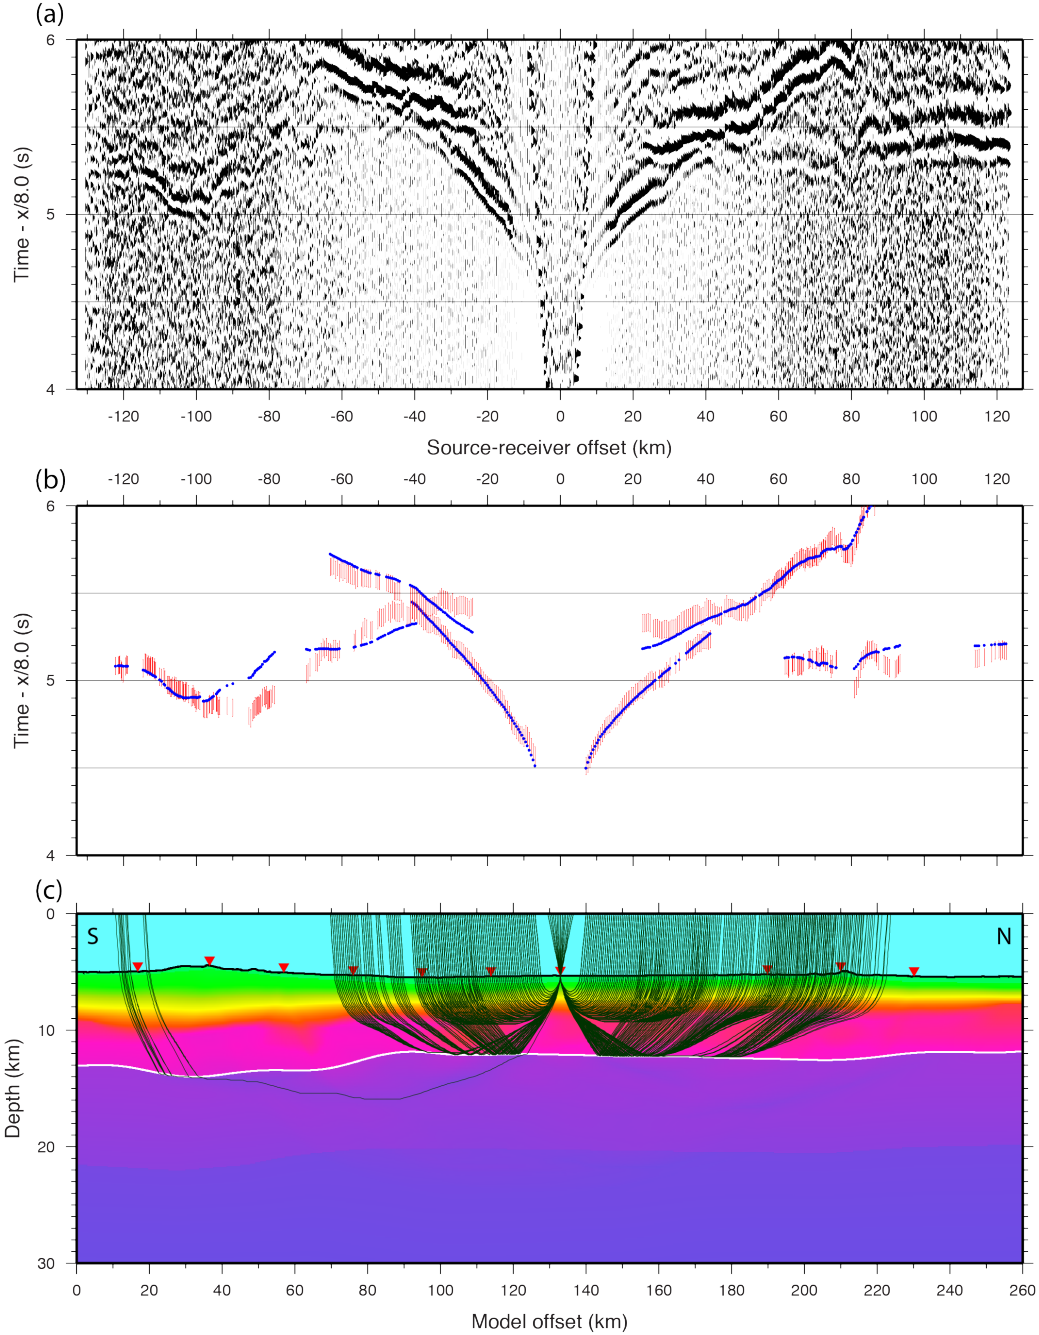 (a)
6
5
4
Time - x/8.0 (s)
-120 -100 -80 -60 -40 -20 0 20 40 60 80 100 120
Source-receiver offset (km)
(b)
-120 -100 -80 -60 -40 -20 0 20 40 60 80 100 120
6
5
4
Time - x/8.0 (s)
(c)
0
10
20
30
Depth (km)
S N
0 20 40 60 80 100 120 140 160 180 200 220 240 260
Model offset (km)